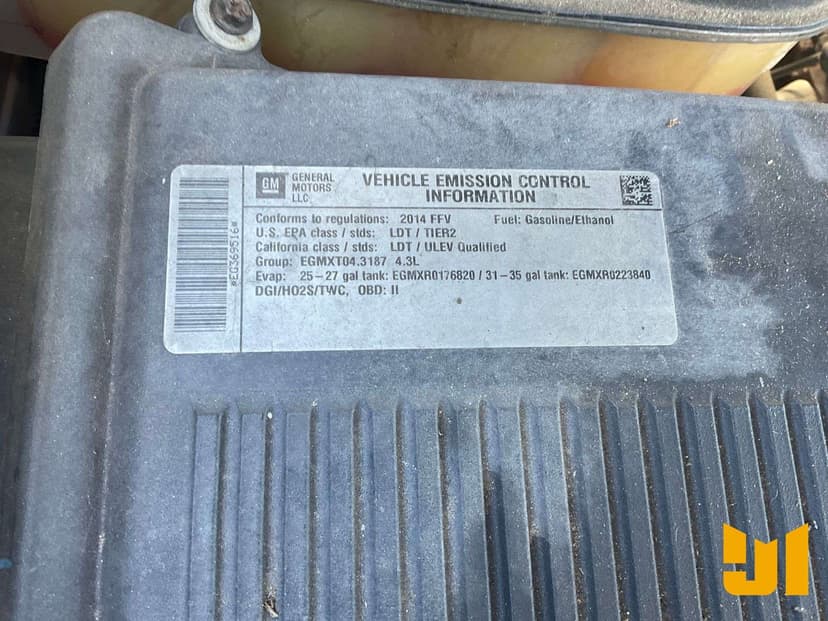 *EG369516*
GM GENERAL MOTORS LLC.
VEHICLE EMISSION CONTROL INFORMATION
Conforms to regulations: 2014 FFV Fuel: Gasoline/Ethanol
U.S. EPA class / stds: LDT / TIER2
California class / stds: LDT / ULEV Qualified
Group: EGMXT04.3187 4.3L
Evap: 25-27 gal tank: EGMXR0176820 / 31-35 gal tank: EGMXR0223840
DGI/HO2S/TWC, OBD: II